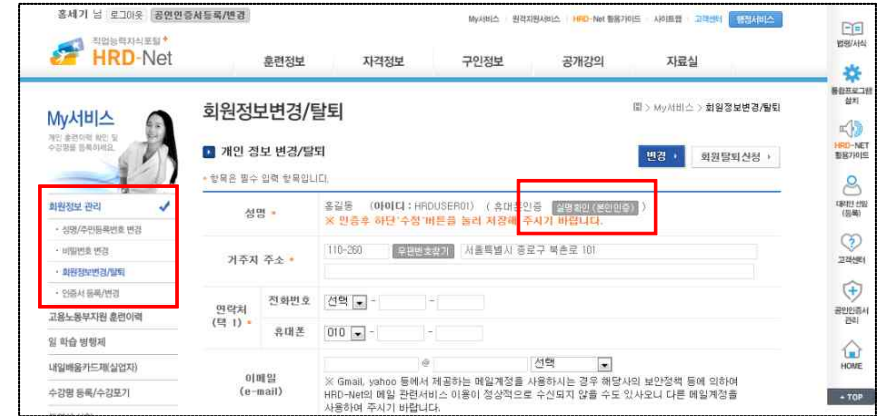 홍세기 님 로그아웃 공인인증서등록/변경
My서비스 원격지원서비스 HRD-Net 활용가이드 사이트맵 고객센터 행정서비스
직업능력지식포털
HRD-Net
훈련정보 자격정보 구인정보 공개강의 자료실
My서비스
개인 훈련이력 확인 및
수강평을 등록하세요.
회원정보 관리
· 성명/주민등록번호 변경
· 비밀번호 변경
· 회원정보변경/탈퇴
· 인증서 등록/변경
고용노동부지원 훈련이력
일 학습 병행제
내일배움카드제(실업자)
수강평 등록/수강포기
회원정보변경/탈퇴
> My서비스 > 회원정보변경/탈퇴
개인 정보 변경/탈퇴
변경 회원탈퇴신청
* 항목은 필수 입력 항목입니다.
성명 *
홍길동 (아이디 : HRDUSER01) ( 휴대폰인증 실명확인(본인인증) )
※ 인증후 하단'수정'버튼을 눌러 저장해 주시기 바랍니다.
거주지 주소 *
110-260 우편번호찾기 서울특별시 종로구 북촌로 101
연락처
(택 1) *
전화번호 선택 - -
휴대폰 010 - -
이메일
(e-mail)
@ 선택
※ Gmail, yahoo 등에서 제공하는 메일계정을 사용하시는 경우 해당사의 보안정책 등에 의하여
HRD-Net의 메일 관련서비스 이용이 정상적으로 수신되지 않을 수도 있사오니 다른 메일계정을
사용하여 주시기 바랍니다.
법령/서식
통합프로그램
설치
HRD-NET
활용가이드
대리인 선임
(등록)
고객센터
공인인증서
관리
HOME
TOP